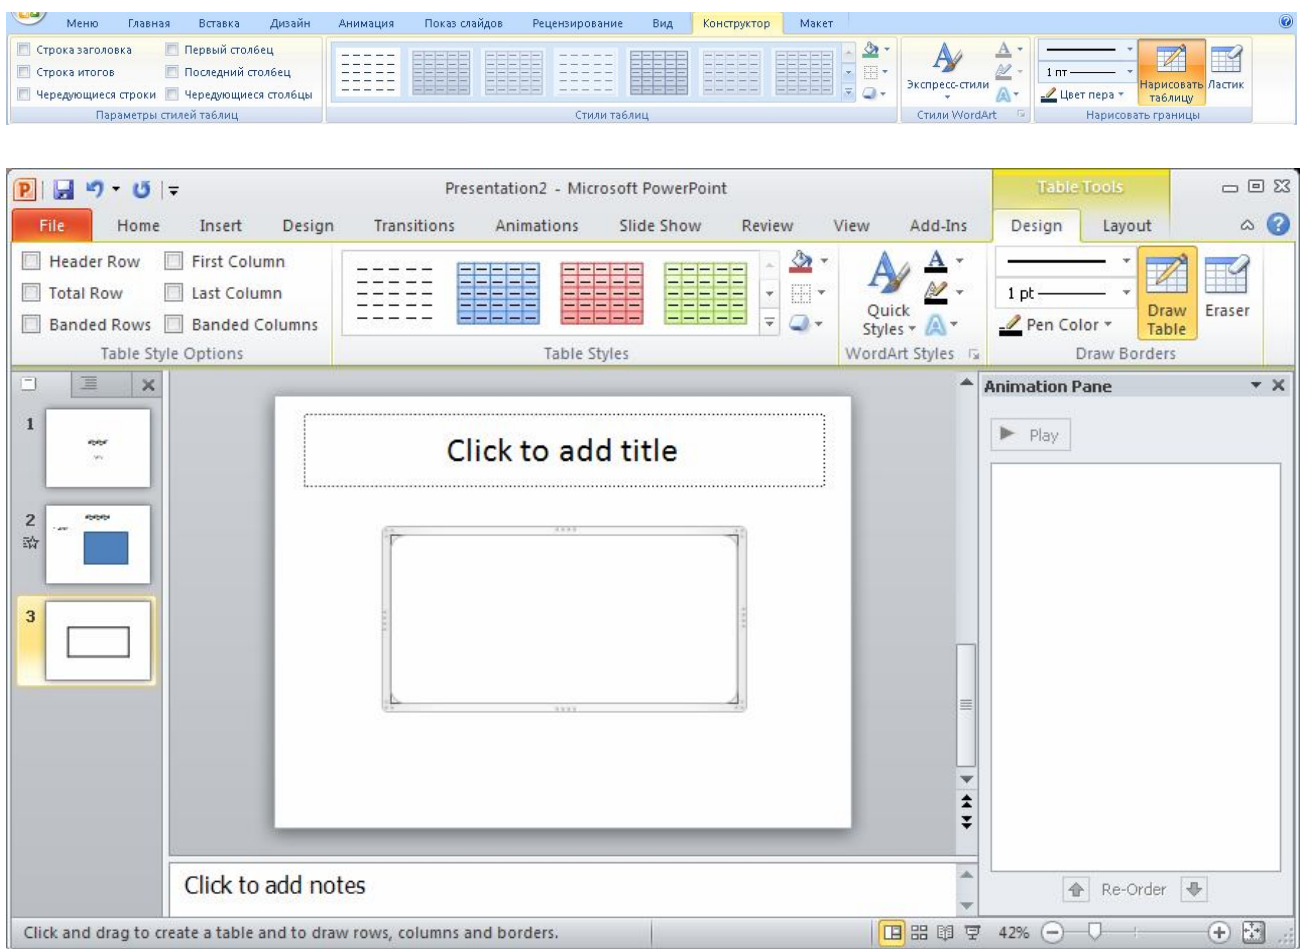 Меню Главная Вставка Дизайн Анимация Показ слайдов Рецензирование Вид Конструктор Макет
Строка заголовка Первый столбец
Строка итогов Последний столбец
Чередующиеся строки Чередующиеся столбцы
Параметры стилей таблиц
Стили таблиц
Экспресс-стили
Стили WordArt
1 пт
Цвет пера
Нарисовать таблицу
Ластик
Нарисовать границы
Presentation2 - Microsoft PowerPoint
Table Tools
File Home Insert Design Transitions Animations Slide Show Review View Add-Ins Design Layout
Header Row First Column
Total Row Last Column
Banded Rows Banded Columns
Table Style Options
Table Styles
Quick
Styles
WordArt Styles
1 pt
Pen Color
Draw
Table
Eraser
Draw Borders
1
2
3
Click to add title
Click to add notes
Animation Pane
Play
Re-Order
Click and drag to create a table and to draw rows, columns and borders.
42%